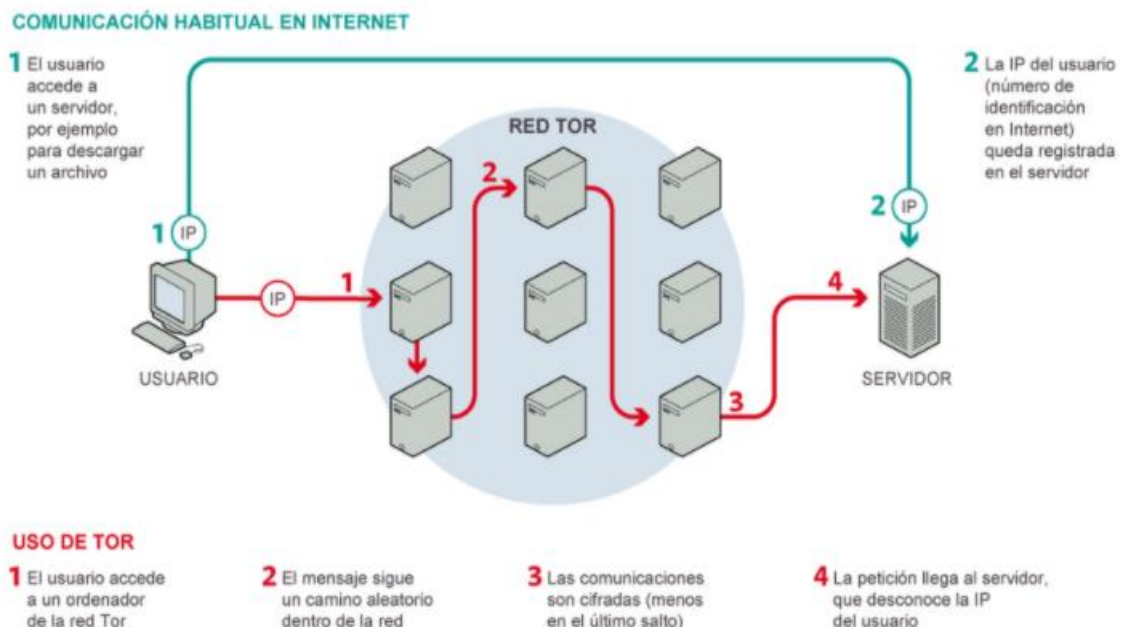 COMUNICACIÓN HABITUAL EN INTERNET
1 El usuario
accede a
un servidor,
por ejemplo
para descargar
un archivo
2 La IP del usuario
(número de
identificación
en Internet)
queda registrada
en el servidor
RED TOR
2
1 IP
2 IP
IP
1
4
3
USUARIO
SERVIDOR
USO DE TOR
1 El usuario accede
a un ordenador
de la red Tor
2 El mensaje sigue
un camino aleatorio
dentro de la red
3 Las comunicaciones
son cifradas (menos
en el último salto)
4 La petición llega al servidor,
que desconoce la IP
del usuario